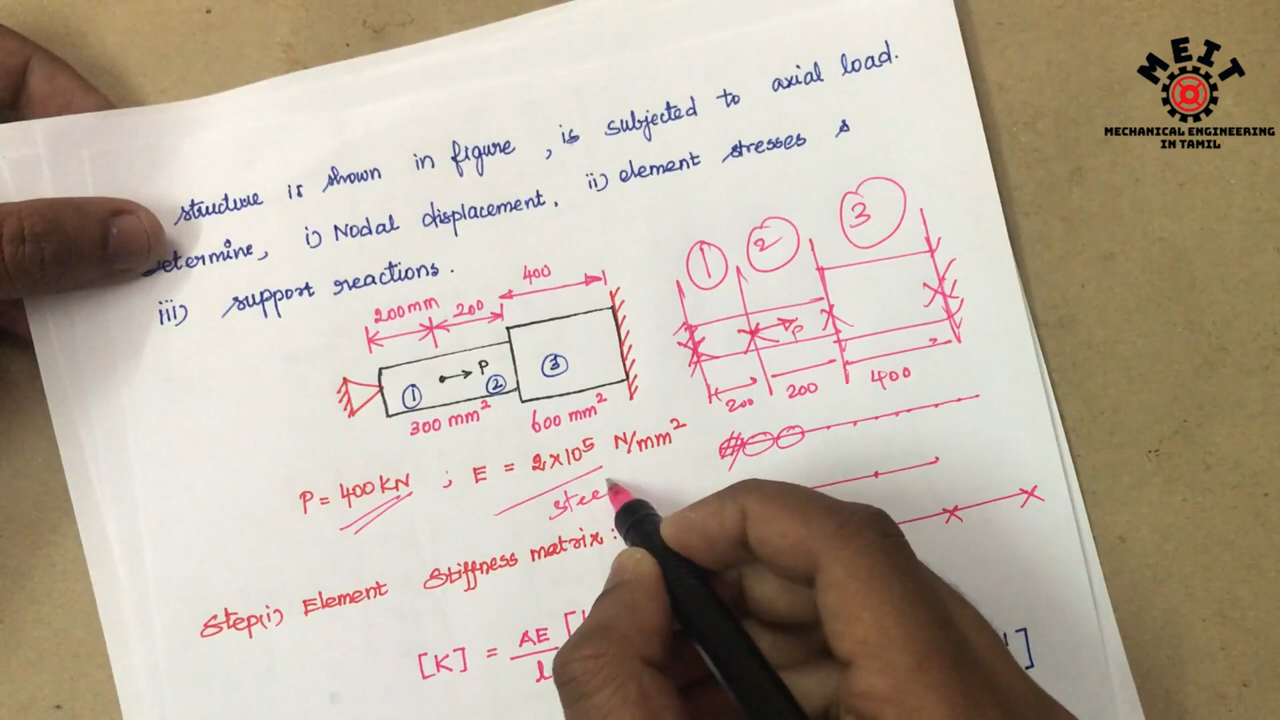 structure is shown in figure, is subjected to axial load.
etermine, i) Nodal displacement, ii) element stresses
iii) support reactions.
200mm 200 400
1 P 2 3
300 mm² 600 mm²
1 2 3
P
200 200 400
P = 400 KN ; E = 2×10⁵ N/mm²
Step(i) Element Stiffness matrix:
[K] = AE/l [
]
MEIT
MECHANICAL ENGINEERING
IN TAMIL